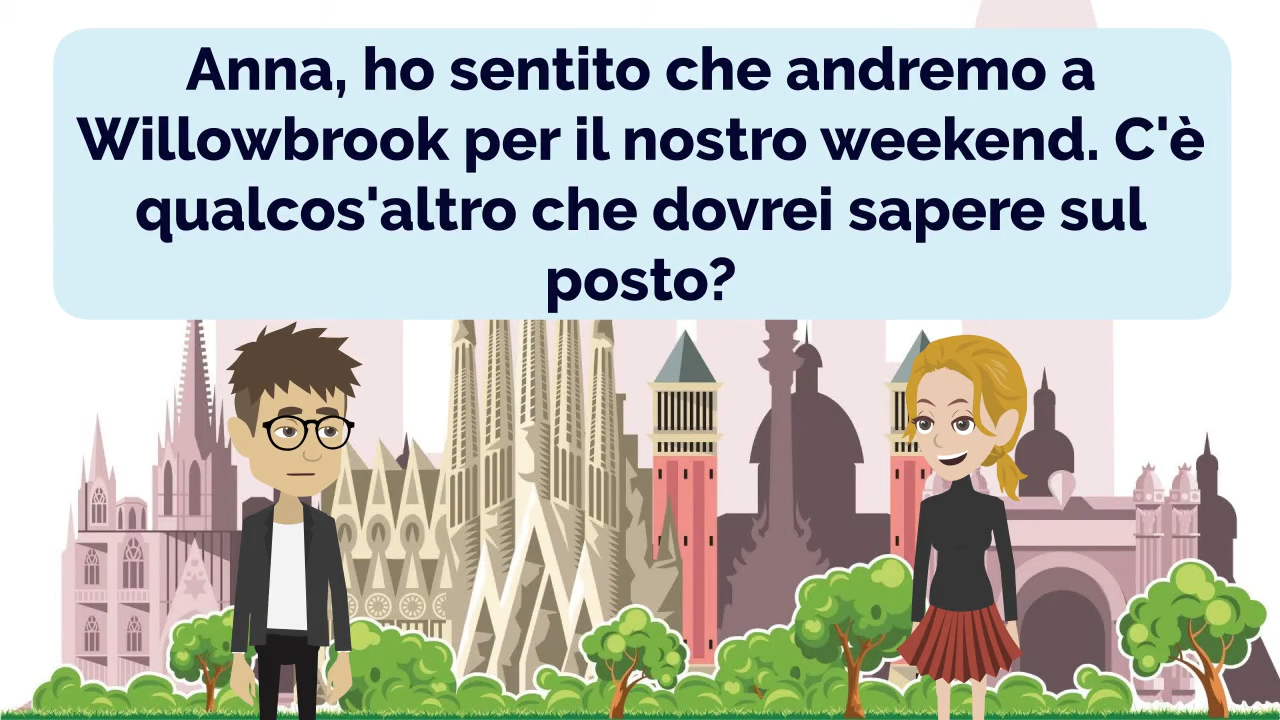 Anna, ho sentito che andremo a
Willowbrook per il nostro weekend. C'è
qualcos'altro che dovrei sapere sul
posto?